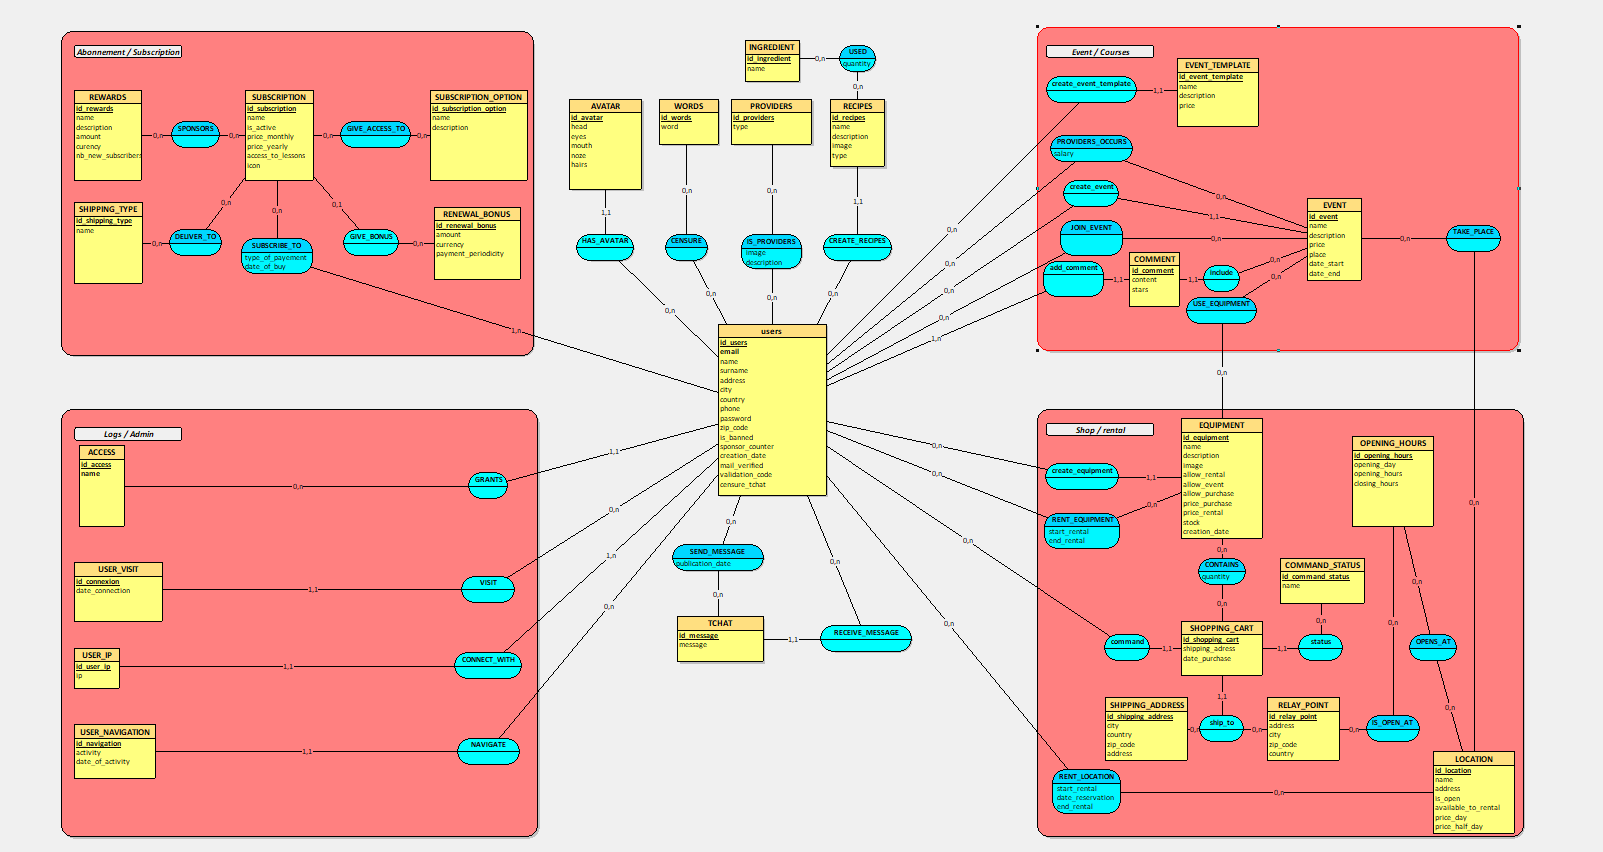 Abonnement / Subscription
REWARDS
id_rewards
name
description
amount
curency
nb_new_subscribers
0,n
SPONSORS
0,n
SUBSCRIPTION
id_subscription
name
is_active
price_monthly
price_yearly
access_to_lessons
icon
0,n
GIVE_ACCESS_TO
0,n
SUBSCRIPTION_OPTION
id_subscription_option
name
description
SHIPPING_TYPE
id_shipping_type
name
0,n
DELIVER_TO
0,n
0,n
SUBSCRIBE_TO
type_of_payement
date_of_buy
1,n
0,1
GIVE_BONUS
0,n
RENEWAL_BONUS
id_renewal_bonus
amount
currency
payment_periodicity
INGREDIENT
id_ingredient
name
0,n
USED
quantity
0,n
AVATAR
id_avatar
head
eyes
mouth
noze
hairs
1,1
HAS_AVATAR
0,n
WORDS
id_words
word
0,n
CENSURE
0,n
PROVIDERS
id_providers
type
0,n
IS_PROVIDERS
image
description
0,n
RECIPES
id_recipes
name
description
image
type
1,1
CREATE_RECIPES
0,n
users
id_users
email
name
surname
address
city
country
phone
password
zip_code
is_banned
sponsor_counter
creation_date
mail_verified
validation_code
censure_tchat
Event / Courses
create_event_template
1,1
0,n
EVENT_TEMPLATE
id_event_template
name
description
price
PROVIDERS_OCCURS
salary
0,n
0,n
create_event
1,1
0,n
JOIN_EVENT
0,n
0,n
add_comment
1,1
1,n
COMMENT
id_comment
content
stars
1,1
include
0,n
USE_EQUIPMENT
0,n
0,n
EVENT
id_event
name
description
price
place
date_start
date_end
0,n
TAKE_PLACE
0,n
Logs / Admin
ACCESS
id_access
name
0,n
GRANTS
1,1
USER_VISIT
id_connexion
date_connection
1,1
VISIT
0,n
USER_IP
id_user_ip
ip
1,1
CONNECT_WITH
1,n
USER_NAVIGATION
id_navigation
activity
date_of_activity
1,1
NAVIGATE
0,n
0,n
SEND_MESSAGE
publication_date
0,n
TCHAT
id_message
message
1,1
RECEIVE_MESSAGE
0,n
Shop / rental
create_equipment
1,1
0,n
RENT_EQUIPMENT
start_rental
end_rental
0,n
0,n
EQUIPMENT
id_equipment
name
description
image
allow_rental
allow_event
allow_purchase
price_purchase
price_rental
stock
creation_date
0,n
CONTAINS
quantity
0,n
OPENING_HOURS
id_opening_hours
opening_day
opening_hours
closing_hours
COMMAND_STATUS
id_command_status
name
0,n
status
1,1
SHOPPING_CART
id_shopping_cart
shipping_adress
date_purchase
1,1
command
0,n
1,1
ship_to
0,n
0,n
SHIPPING_ADDRESS
id_shipping_address
city
country
zip_code
address
RELAY_POINT
id_relay_point
address
city
zip_code
country
0,n
IS_OPEN_AT
0,n
0,n
OPENS_AT
0,n
RENT_LOCATION
start_rental
date_reservation
end_rental
0,n
0,n
LOCATION
id_location
name
address
is_open
available_to_rental
price_day
price_half_day